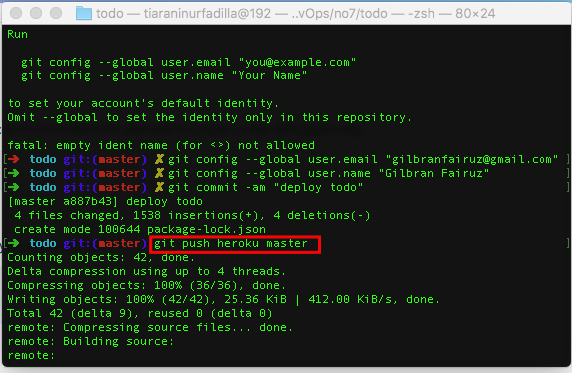 todo — tiaraninurfadilla@192 — ..vOps/no7/todo — -zsh — 80×24
Run

  git config --global user.email "you@example.com"
  git config --global user.name "Your Name"

to set your account's default identity.
Omit --global to set the identity only in this repository.

fatal: empty ident name (for <>) not allowed
[➜  todo git:(master) ✗ git config --global user.email "gilbranfairuz@gmail.com" ]
[➜  todo git:(master) ✗ git config --global user.name "Gilbran Fairuz" ]
[➜  todo git:(master) ✗ git commit -am "deploy todo" ]
[master a887b43] deploy todo
 4 files changed, 1538 insertions(+), 4 deletions(-)
 create mode 100644 package-lock.json
[➜  todo git:(master) git push heroku master ]
Counting objects: 42, done.
Delta compression using up to 4 threads.
Compressing objects: 100% (36/36), done.
Writing objects: 100% (42/42), 25.36 KiB | 412.00 KiB/s, done.
Total 42 (delta 9), reused 0 (delta 0)
remote: Compressing source files... done.
remote: Building source:
remote: